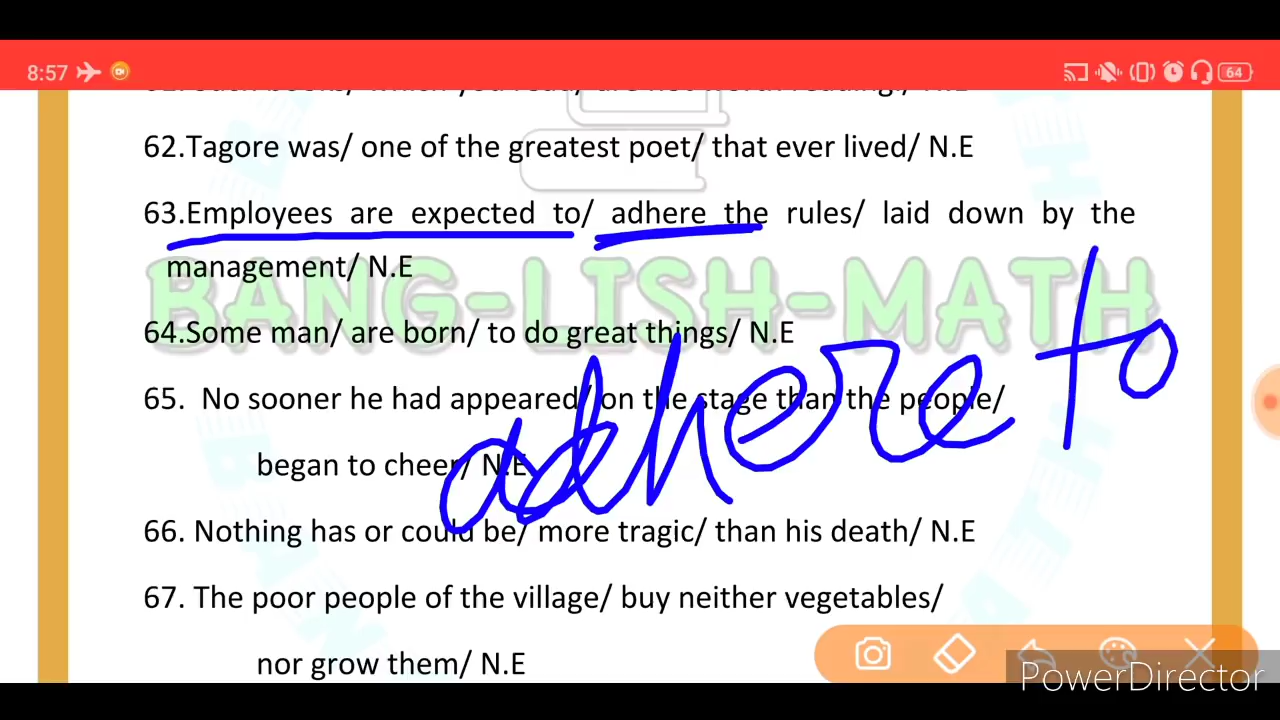 8:57
64
62.Tagore was/ one of the greatest poet/ that ever lived/ N.E
63.Employees are expected to/ adhere the rules/ laid down by the
management/ N.E
BANG-LISH-MATH
64.Some man/ are born/ to do great things/ N.E
adhere to
65. No sooner he had appeared/ on the stage than the people/
began to cheer/ N.E
66. Nothing has or could be/ more tragic/ than his death/ N.E
67. The poor people of the village/ buy neither vegetables/
nor grow them/ N.E
PowerDirector